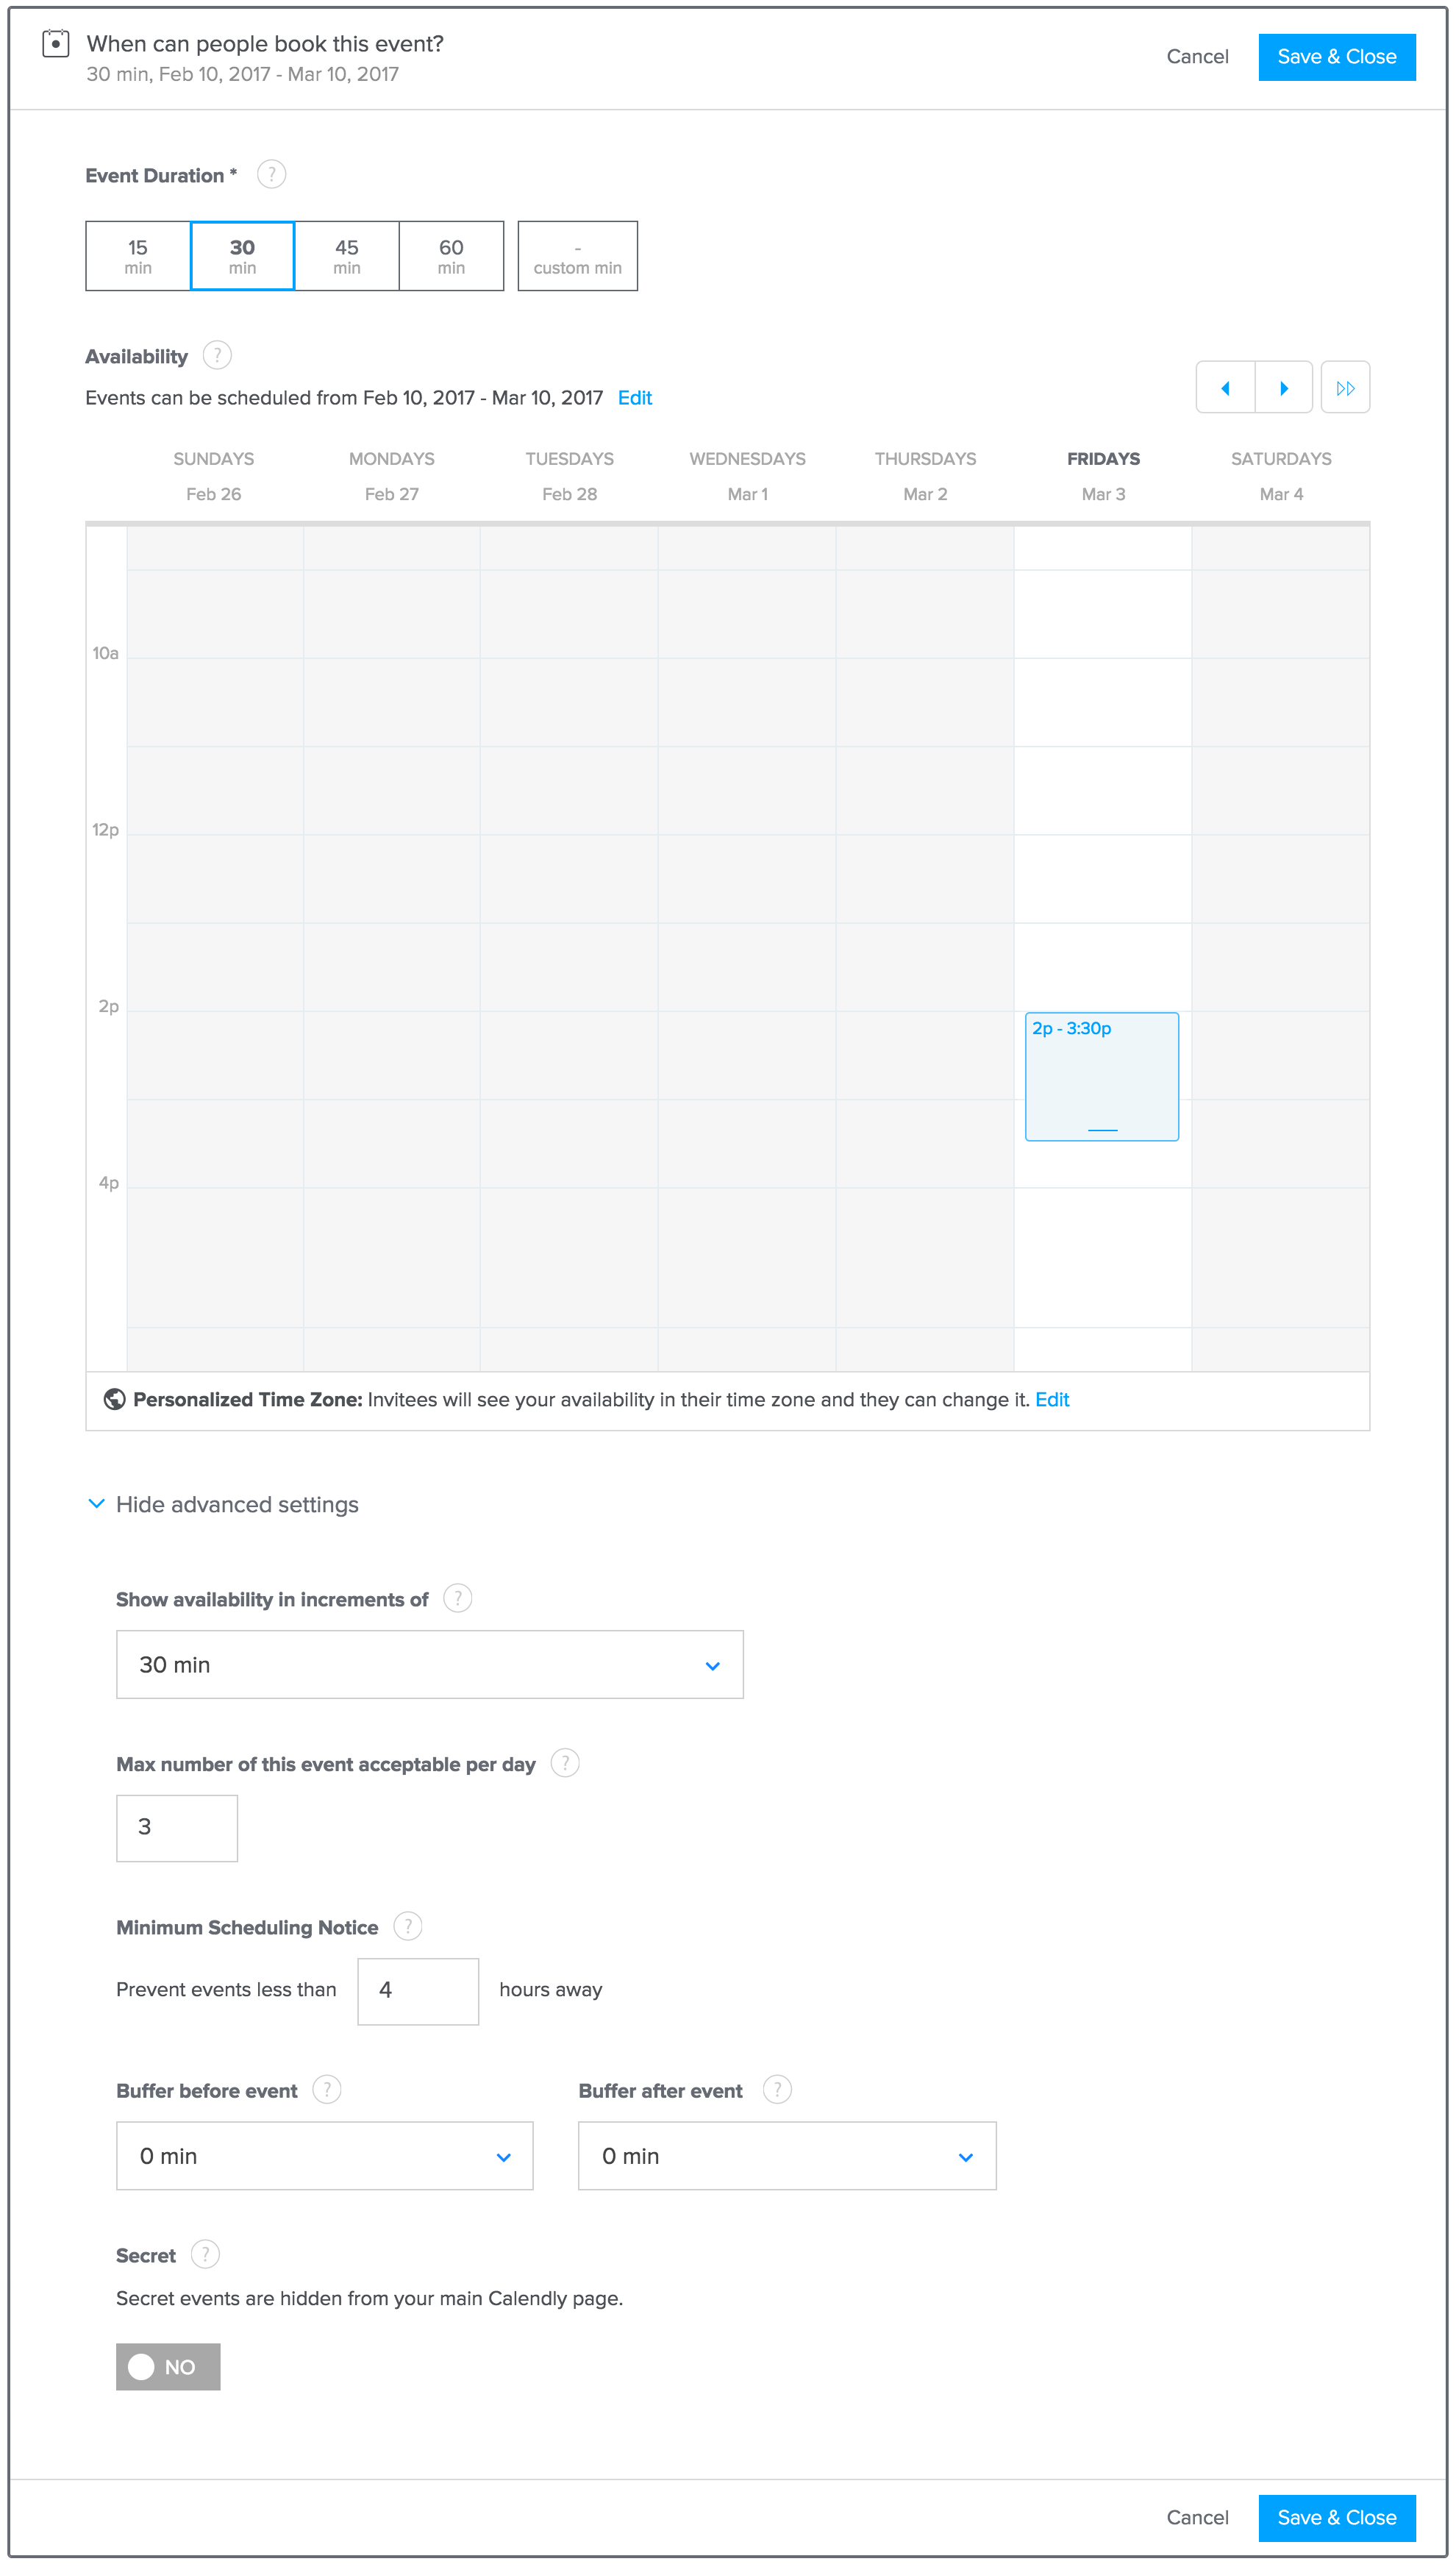 When can people book this event?
30 min, Feb 10, 2017 - Mar 10, 2017
Cancel
Save & Close
Event Duration * ?
15 min
30 min
45 min
60 min
- custom min
Availability ?
Events can be scheduled from Feb 10, 2017 - Mar 10, 2017 Edit
SUNDAYS MONDAYS TUESDAYS WEDNESDAYS THURSDAYS FRIDAYS SATURDAYS
Feb 26 Feb 27 Feb 28 Mar 1 Mar 2 Mar 3 Mar 4
10a
12p
2p
2p - 3:30p
4p
Personalized Time Zone: Invitees will see your availability in their time zone and they can change it. Edit
Hide advanced settings
Show availability in increments of ?
30 min
Max number of this event acceptable per day ?
3
Minimum Scheduling Notice ?
Prevent events less than 4 hours away
Buffer before event ? Buffer after event ?
0 min 0 min
Secret ?
Secret events are hidden from your main Calendly page.
NO
Cancel
Save & Close